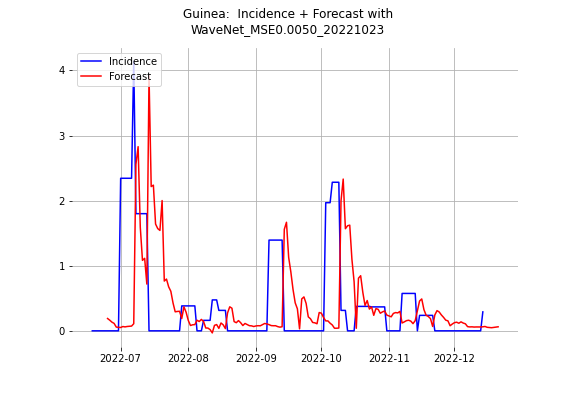 Guinea:  Incidence + Forecast with
WaveNet_MSE0.0050_20221023
Incidence
Forecast
4
3
2
1
0
2022-07 2022-08 2022-09 2022-10 2022-11 2022-12